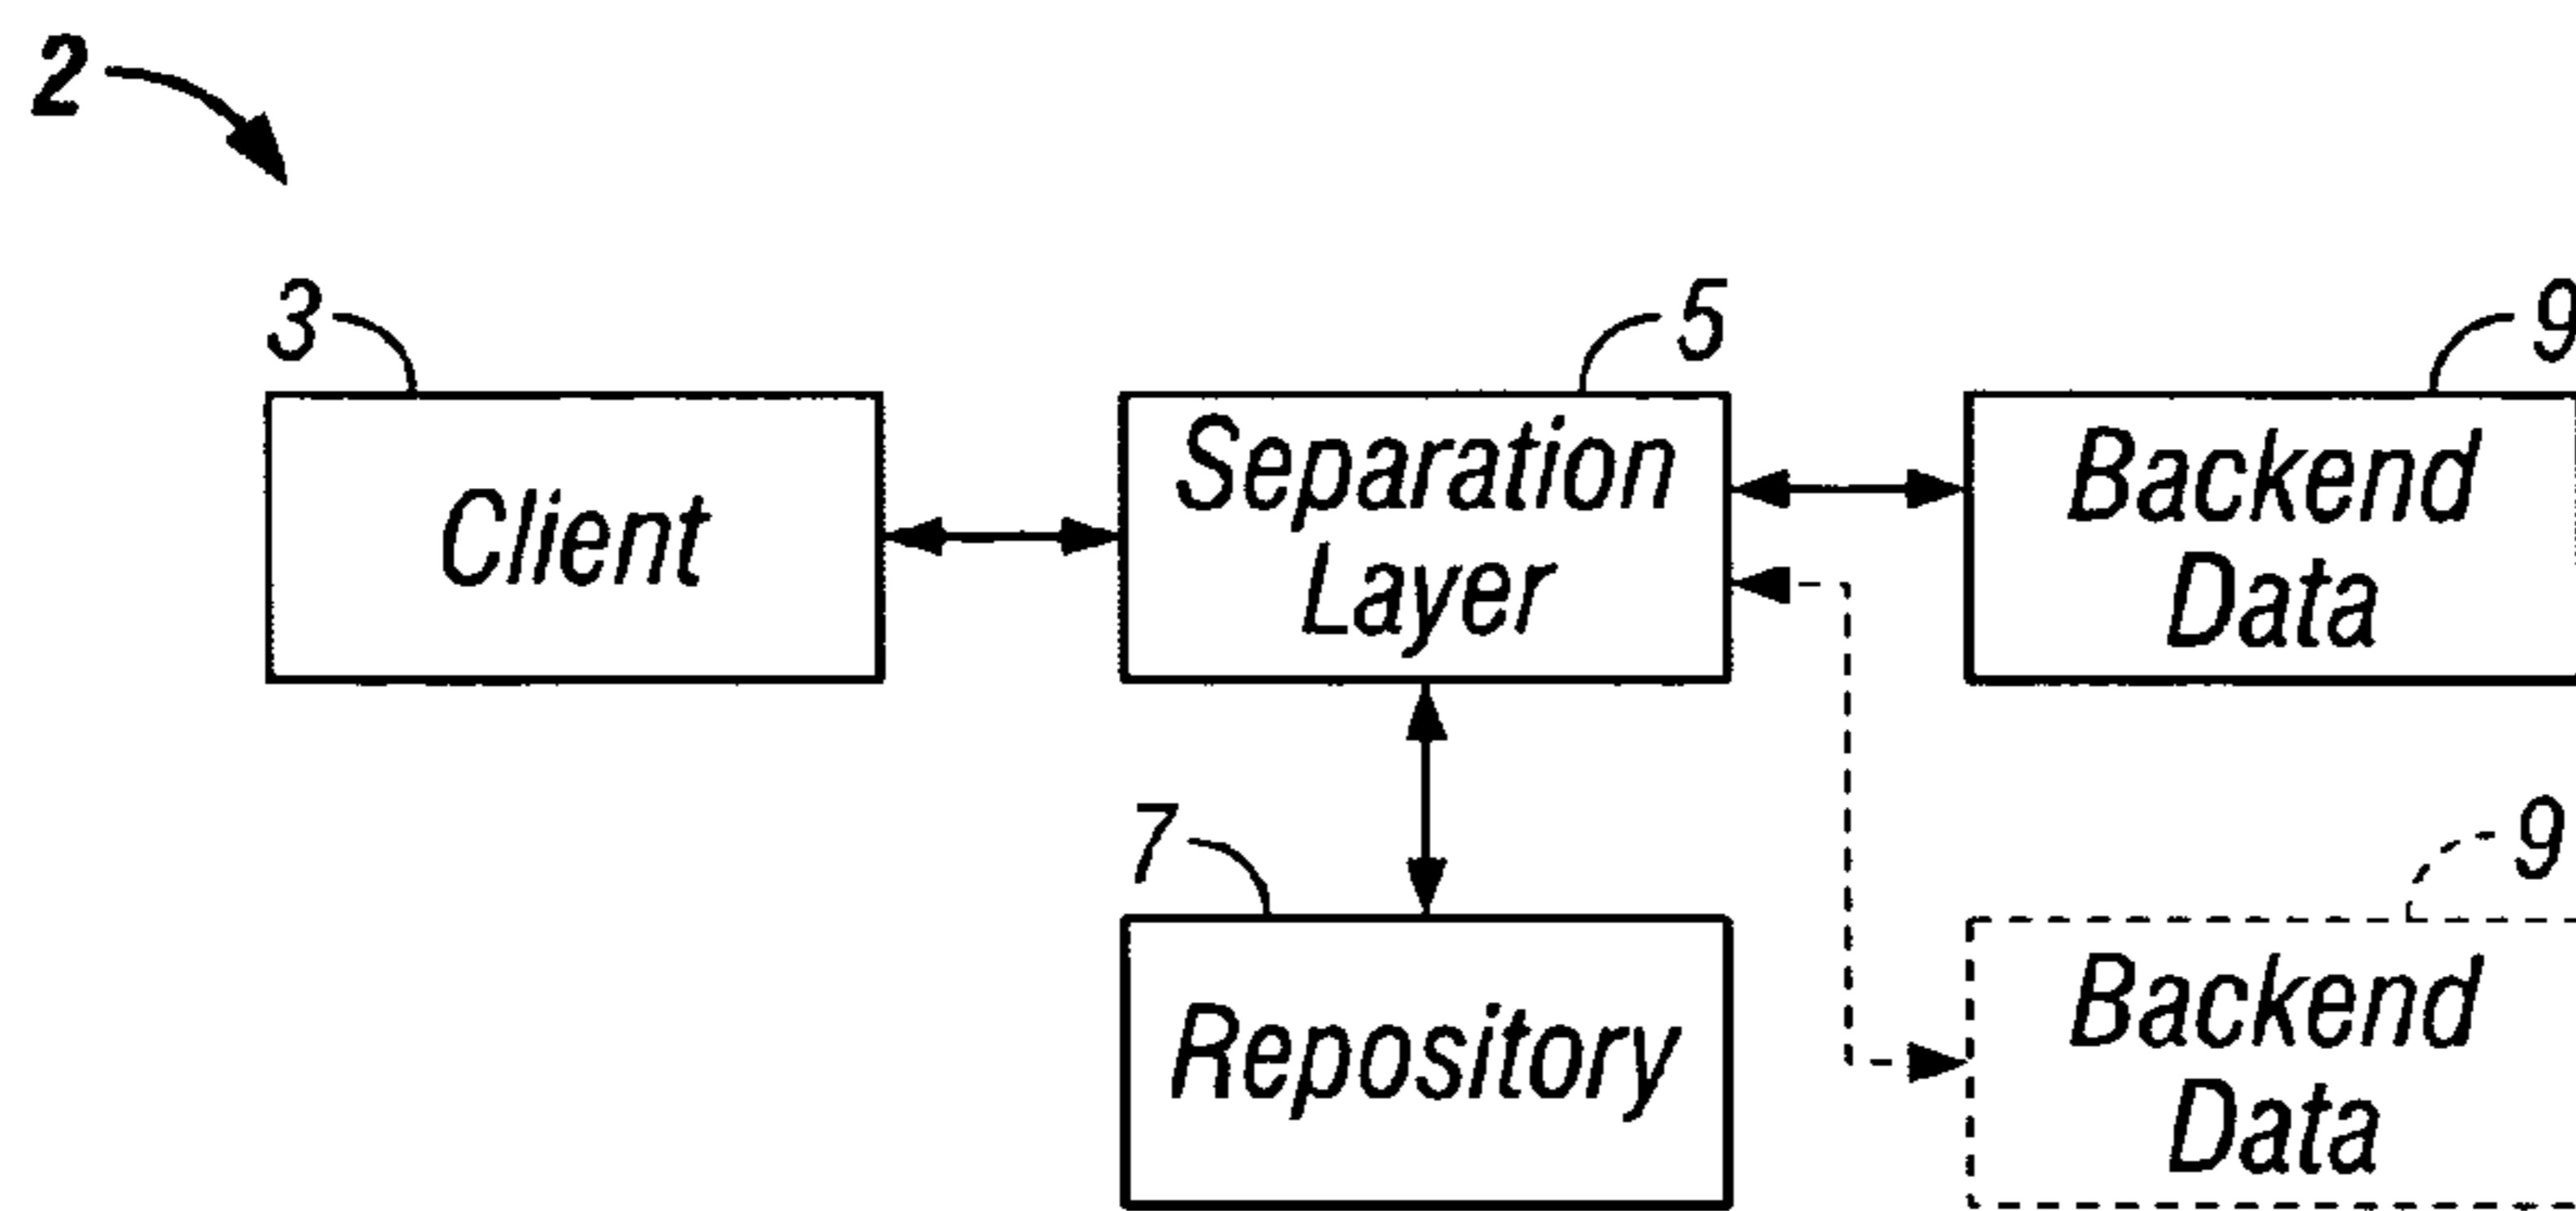 2
3
5
9
Client
Separation
Layer
Backend
Data
7
9
Repository
Backend
Data